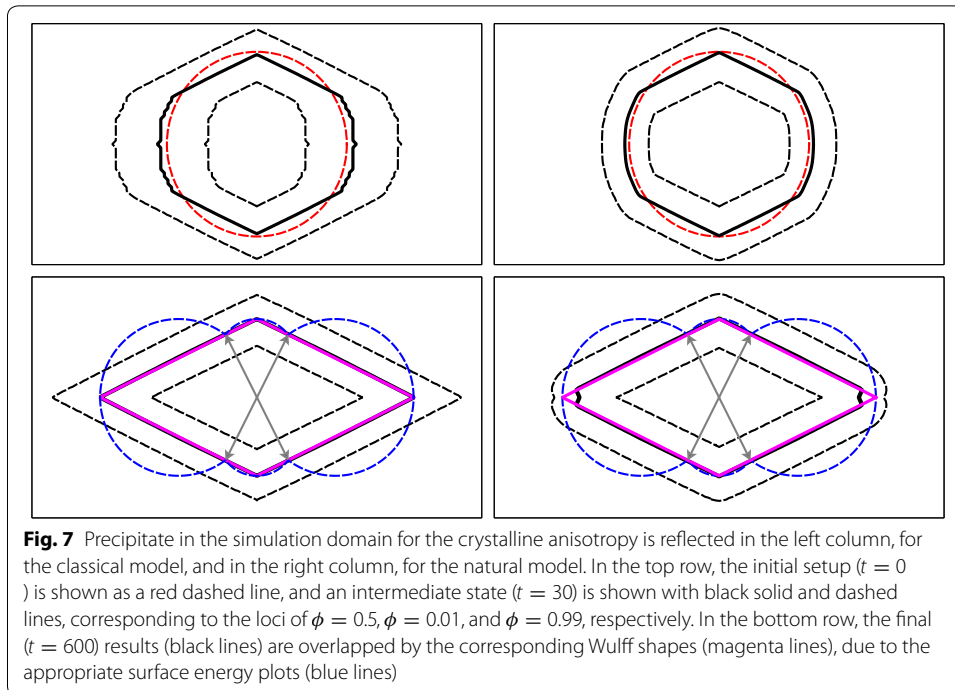 Fig. 7 Precipitate in the simulation domain for the crystalline anisotropy is reflected in the left column, for
the classical model, and in the right column, for the natural model. In the top row, the initial setup (t = 0
) is shown as a red dashed line, and an intermediate state (t = 30) is shown with black solid and dashed
lines, corresponding to the loci of ϕ = 0.5, ϕ = 0.01, and ϕ = 0.99, respectively. In the bottom row, the final
(t = 600) results (black lines) are overlapped by the corresponding Wulff shapes (magenta lines), due to the
appropriate surface energy plots (blue lines)